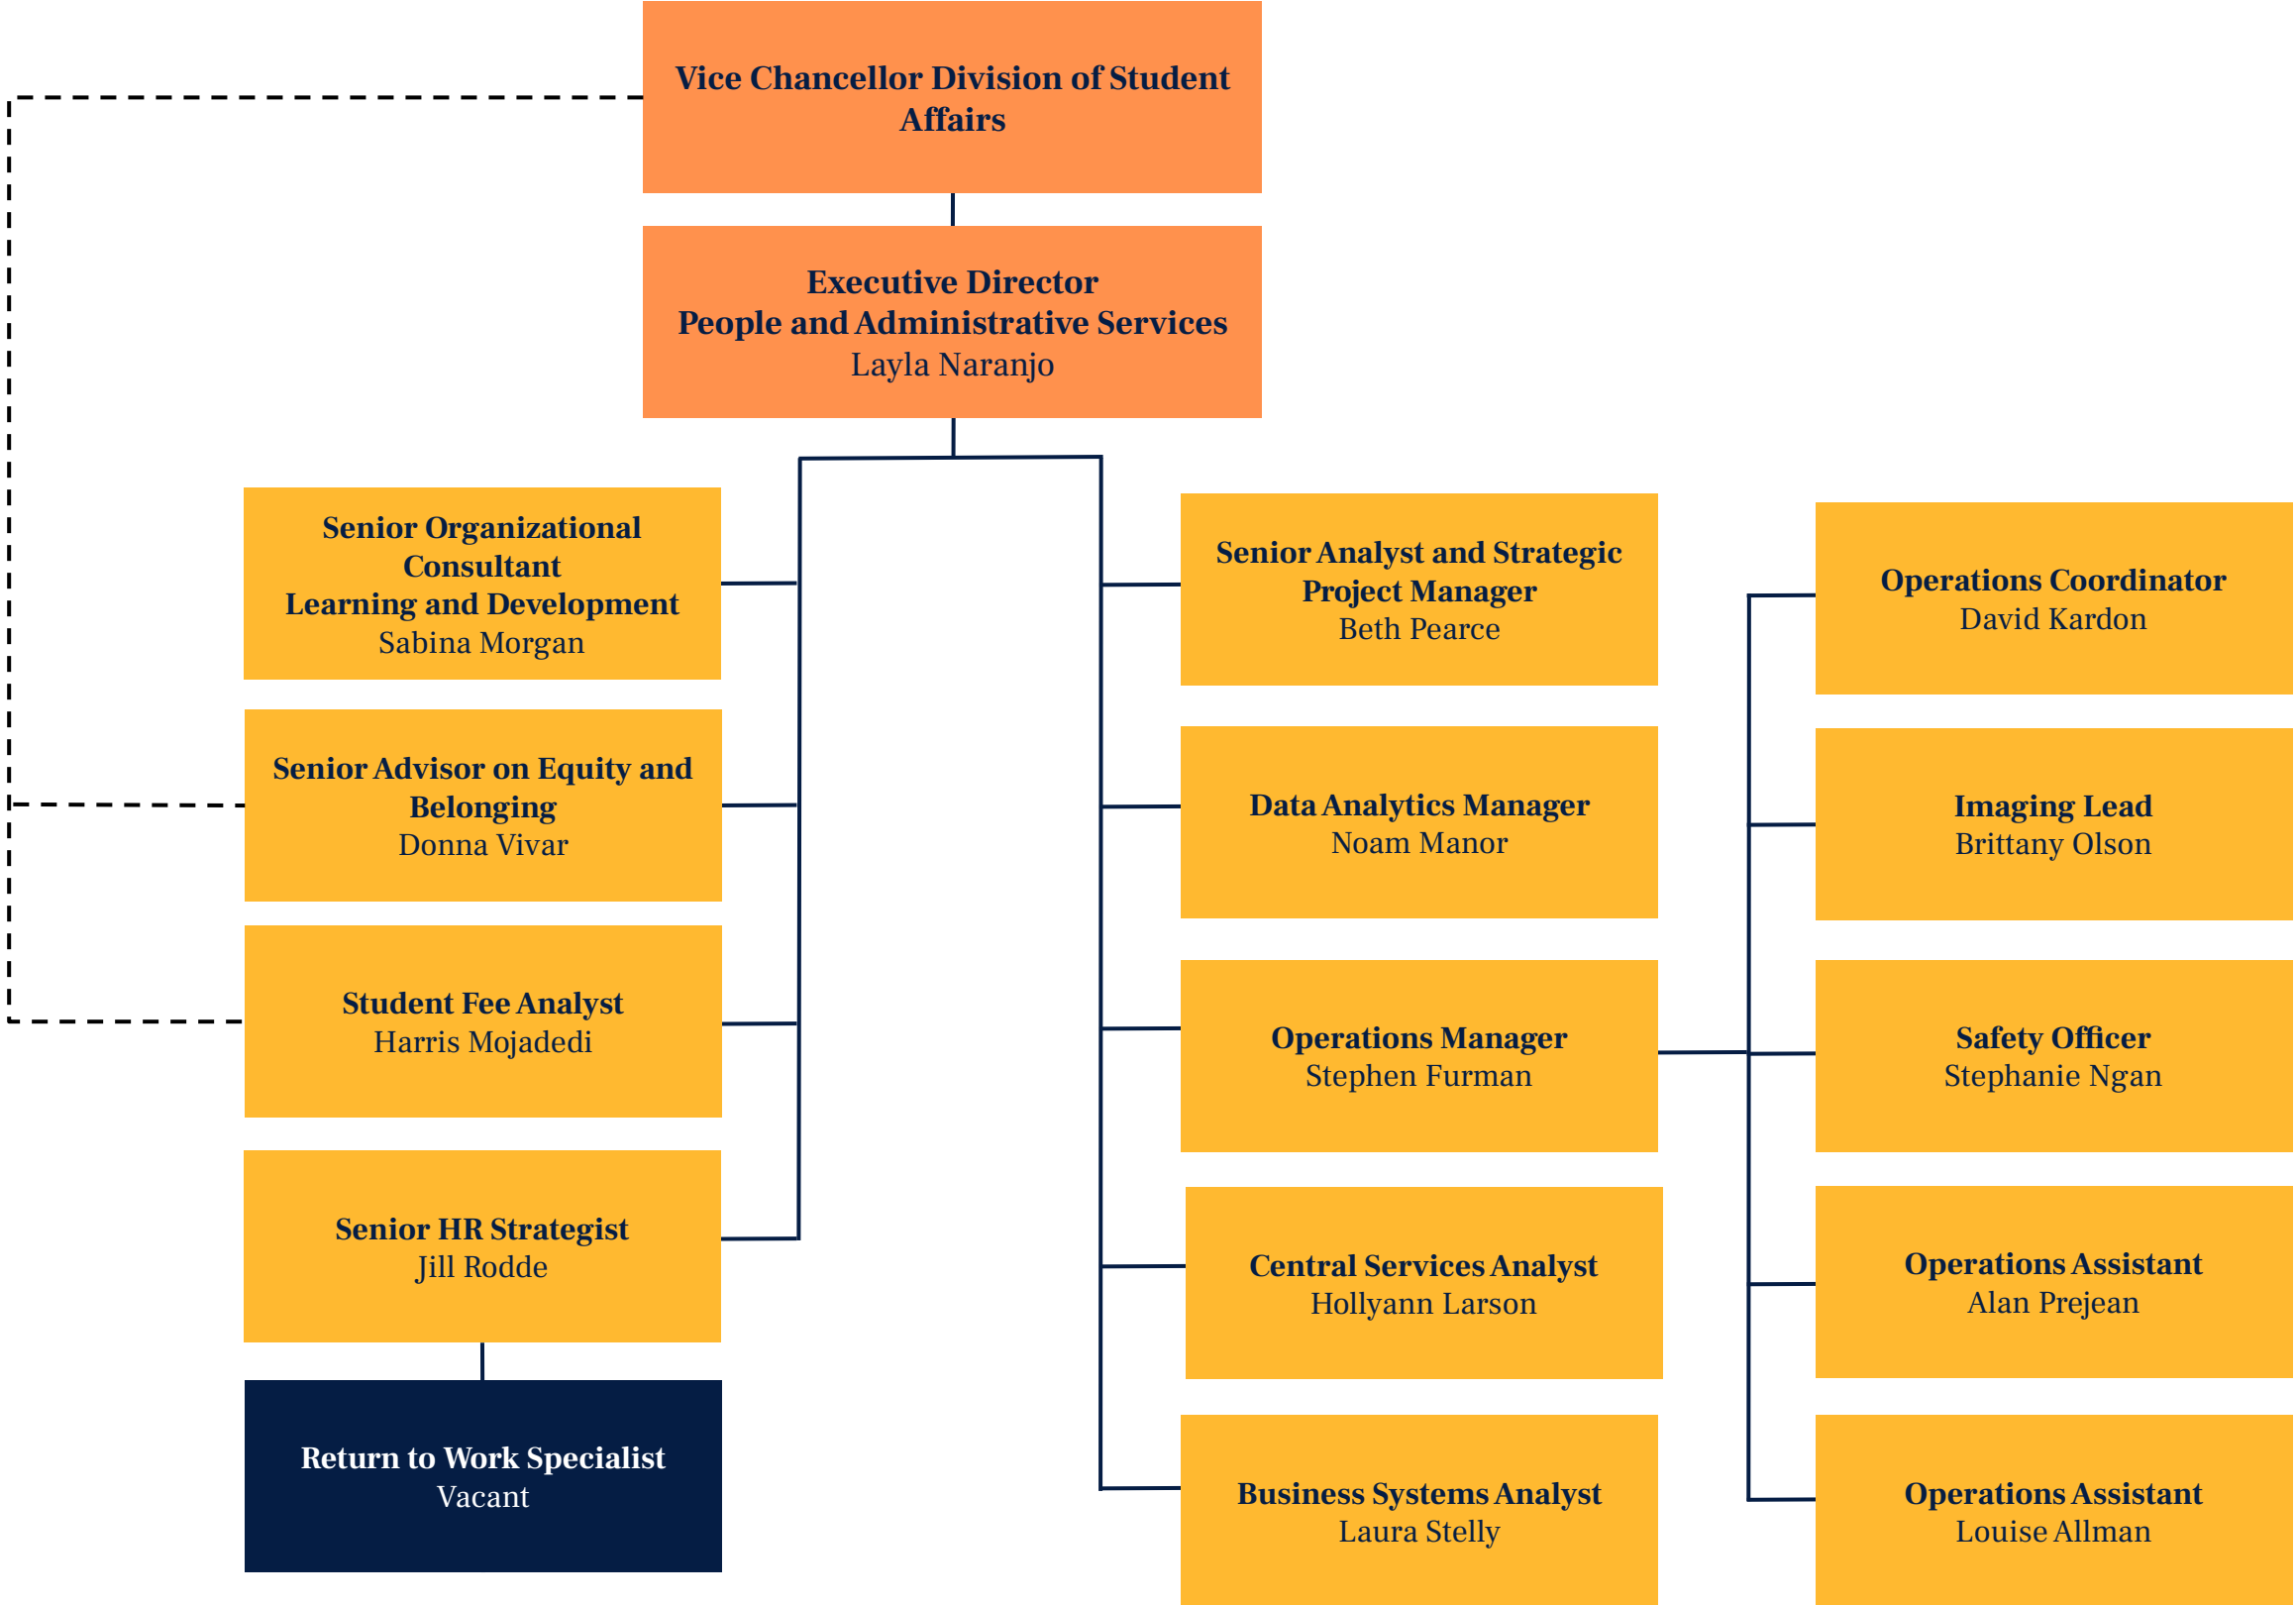 Vice Chancellor Division of Student
Affairs
Executive Director
People and Administrative Services
Layla Naranjo
Senior Organizational
Consultant
Learning and Development
Sabina Morgan
Senior Advisor on Equity and
Belonging
Donna Vivar
Student Fee Analyst
Harris Mojadedi
Senior HR Strategist
Jill Rodde
Return to Work Specialist
Vacant
Senior Analyst and Strategic
Project Manager
Beth Pearce
Data Analytics Manager
Noam Manor
Operations Manager
Stephen Furman
Central Services Analyst
Hollyann Larson
Business Systems Analyst
Laura Stelly
Operations Coordinator
David Kardon
Imaging Lead
Brittany Olson
Safety Officer
Stephanie Ngan
Operations Assistant
Alan Prejean
Operations Assistant
Louise Allman